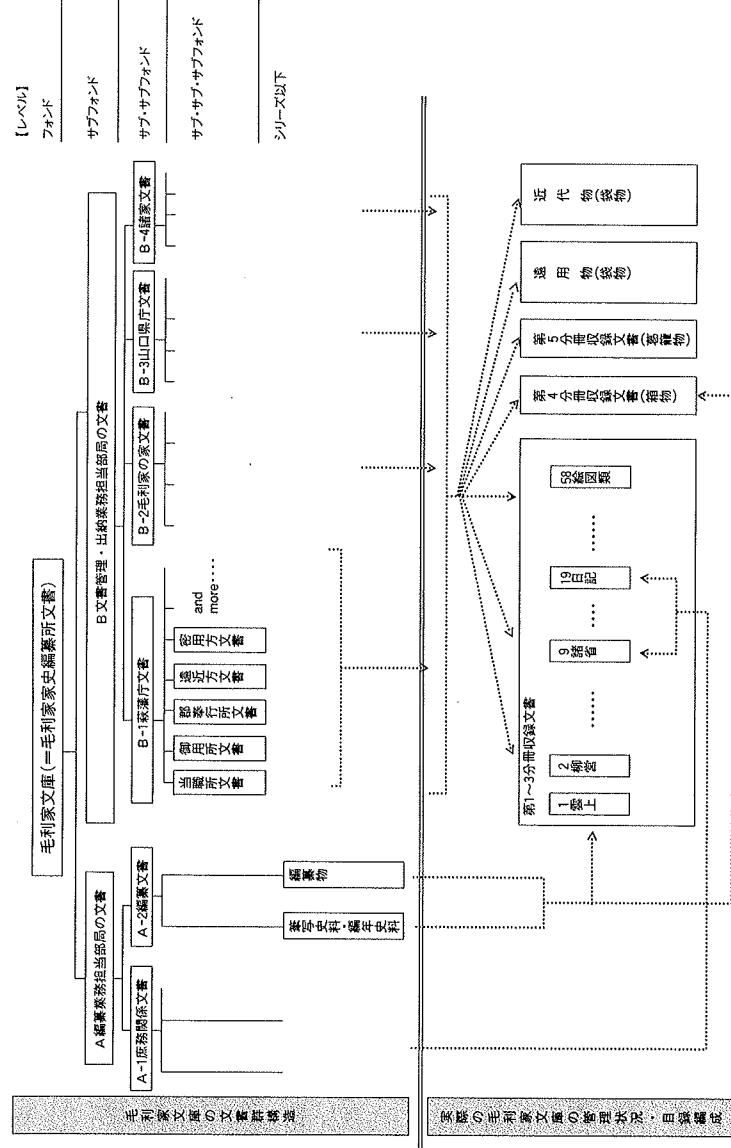 【レベル】
フォンド
サブフォンド
サブ・サブフォンド
サブ・サブ・サブフォンド
シリーズ以下
毛利家文庫の文書群構造
毛利家文庫(=毛利家家史編纂所文書)
A編纂業務担当部局の文書
B文書管理・出納業務担当部局の文書
A-1庶務関係文書
A-2編纂文書
B-1萩藩庁文書
B-2毛利家の家文書
B-3山口県庁文書
B-4諸家文書
当職所文書
御用所文書
郡奉行所文書
遠近方文書
密用方文書
and
more‥‥
筆写史料・編年史料
編纂物
実際の毛利家文庫の管理状況・目録編成
第1~3分冊収録文書
1雲上
2柳営
……
9諸省
…
19日記
……
58絵図類
第4分冊収録文書(箱物)
第5分冊収録文書(葛籠物)
遠用物(袋物)
近代物(袋物)